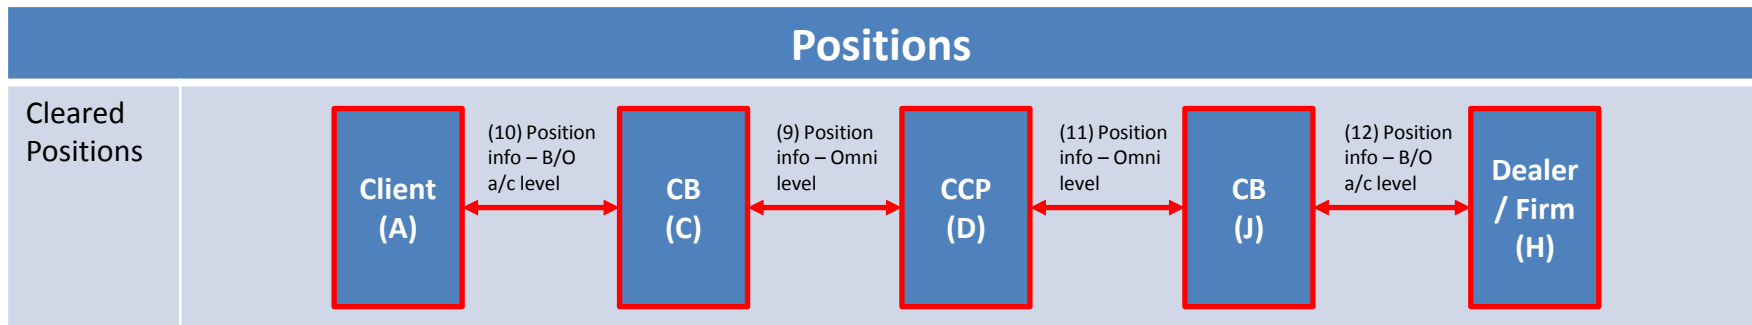 Positions
Cleared
Positions
Client
(A)
(10) Position
info – B/O
a/c level
CB
(C)
(9) Position
info – Omni
level
CCP
(D)
(11) Position
info – Omni
level
CB
(J)
(12) Position
info – B/O
a/c level
Dealer
/ Firm
(H)